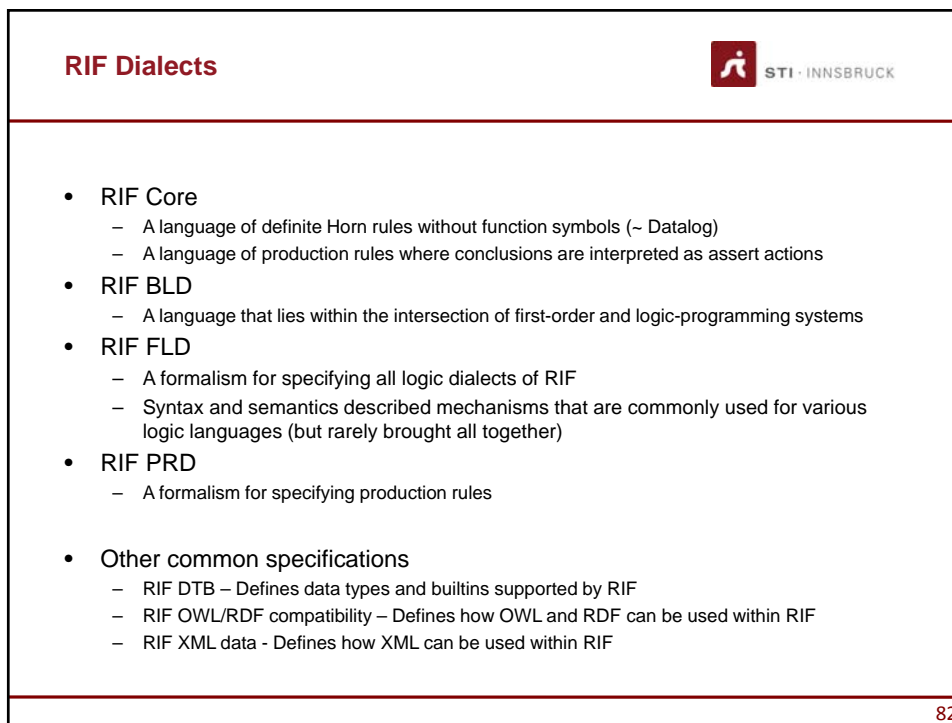 RIF Dialects
STI · INNSBRUCK
• RIF Core
– A language of definite Horn rules without function symbols (~ Datalog)
– A language of production rules where conclusions are interpreted as assert actions
• RIF BLD
– A language that lies within the intersection of first-order and logic-programming systems
• RIF FLD
– A formalism for specifying all logic dialects of RIF
– Syntax and semantics described mechanisms that are commonly used for various
logic languages (but rarely brought all together)
• RIF PRD
– A formalism for specifying production rules
• Other common specifications
– RIF DTB – Defines data types and builtins supported by RIF
– RIF OWL/RDF compatibility – Defines how OWL and RDF can be used within RIF
– RIF XML data - Defines how XML can be used within RIF
82